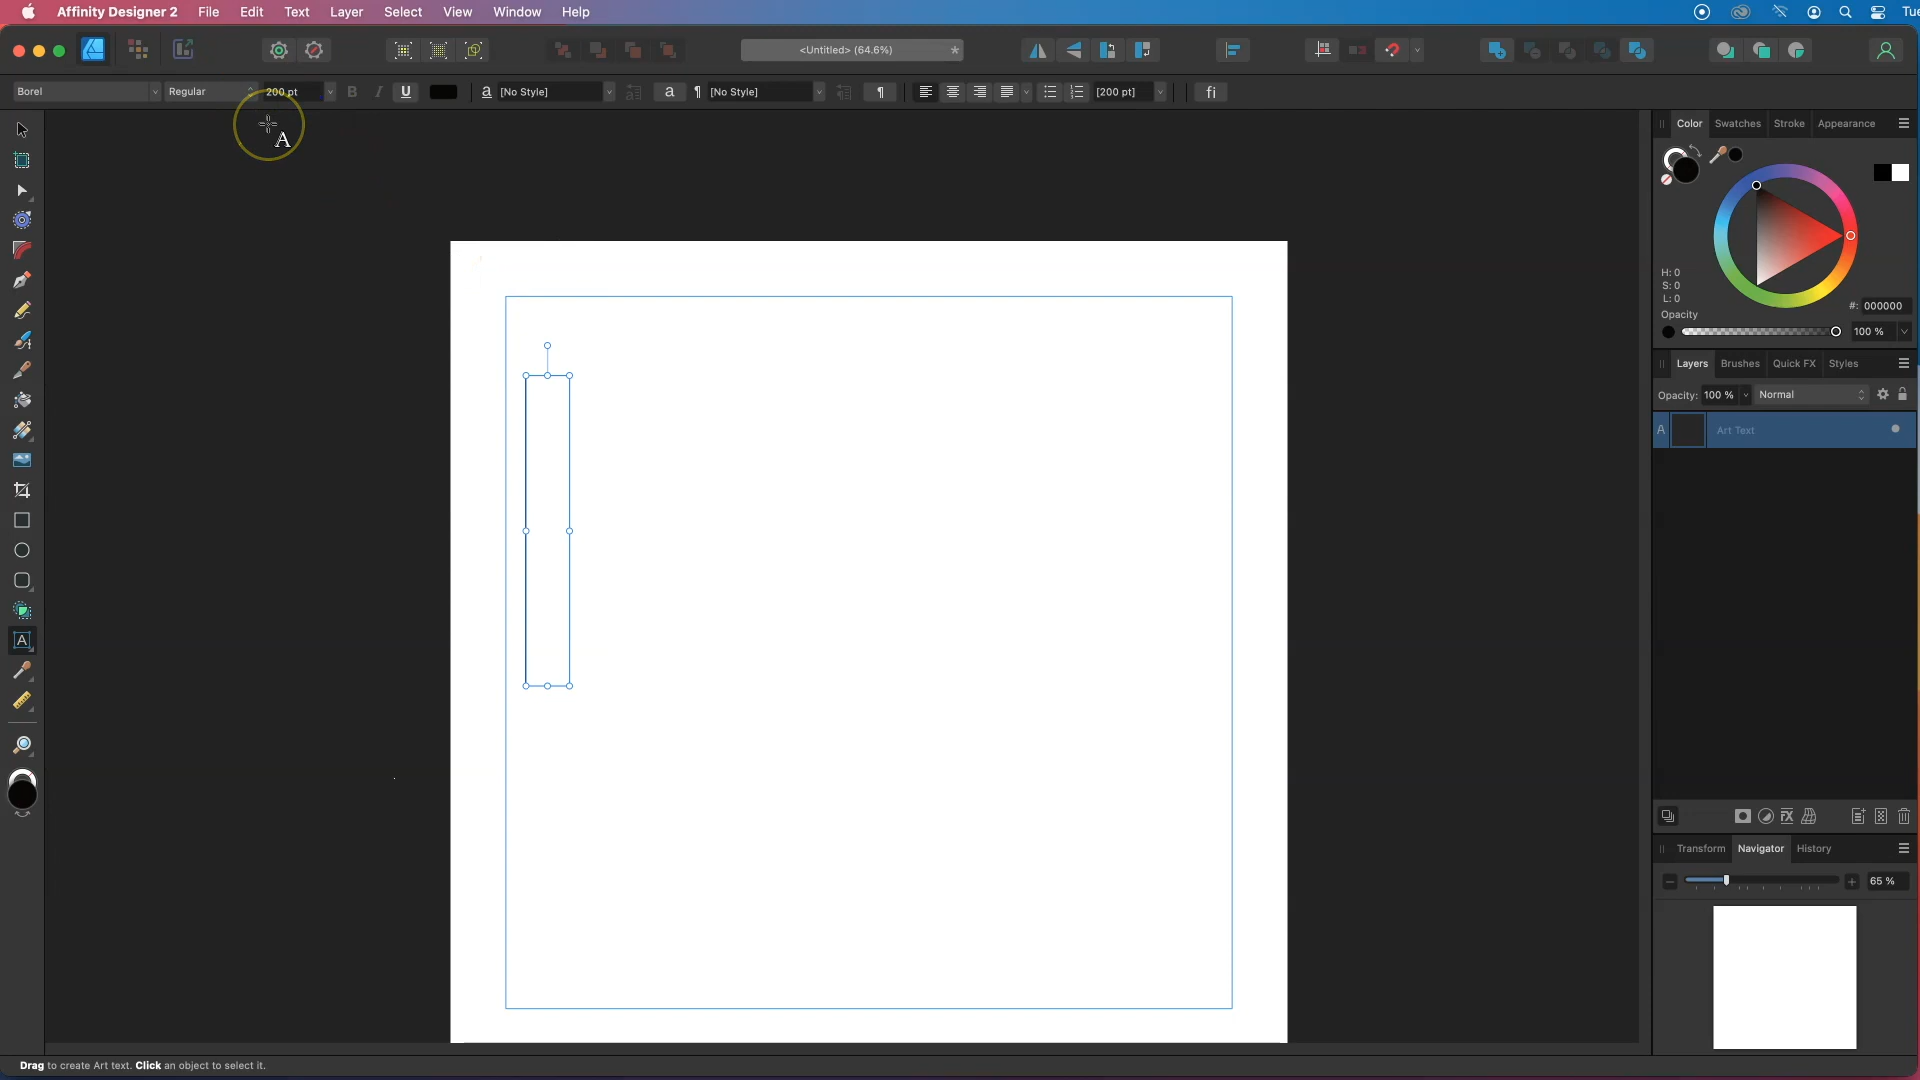 Affinity Designer 2 File Edit Text Layer Select View Window Help Tue
<Untitled> (64.6%) *
Borel Regular 200 pt B I U a [No Style] a ¶ [No Style] ¶ [200 pt] fi
A
Color Swatches Stroke Appearance
H: 0
S: 0
L: 0
#: 000000
Opacity
100 %
Layers Brushes Quick FX Styles
Opacity: 100 % Normal
A Art Text
A
Transform Navigator History
65 %
Drag to create Art text. Click an object to select it.